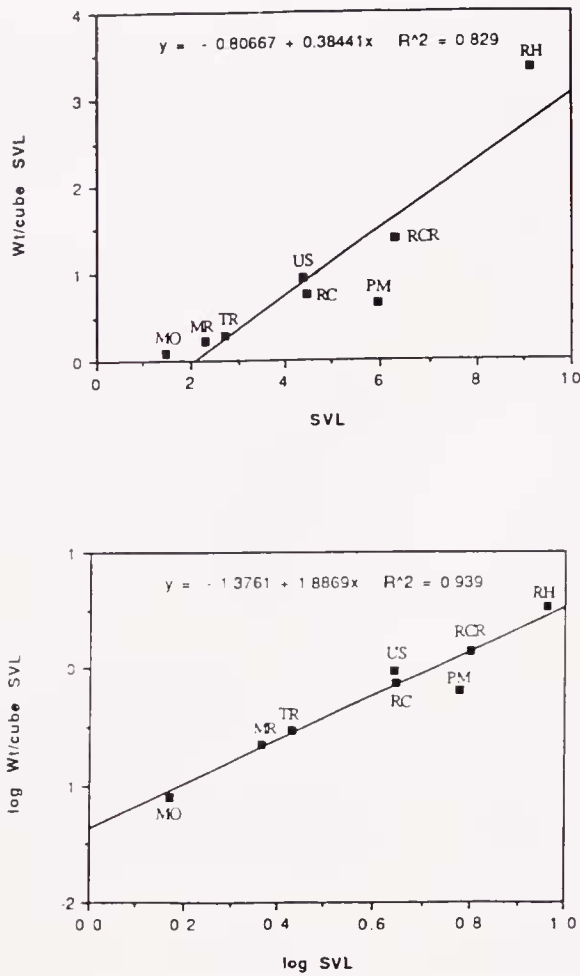 y = - 0.80667 + 0.38441x R^2 = 0.829
RH
4
3
2
1
0
Wt/cube SVL
RCR
US
RC
PM
MO
MR
TR
0
2
4
6
8
10
SVL
y = - 1.3761 + 1.8869x R^2 = 0.939
RH
1
0
1
-2
log Wt/cube SVL
RCR
US
RC
PM
TR
MR
MO
0 0
0 2
0 4
0 6
0 8
1 0
log SVL